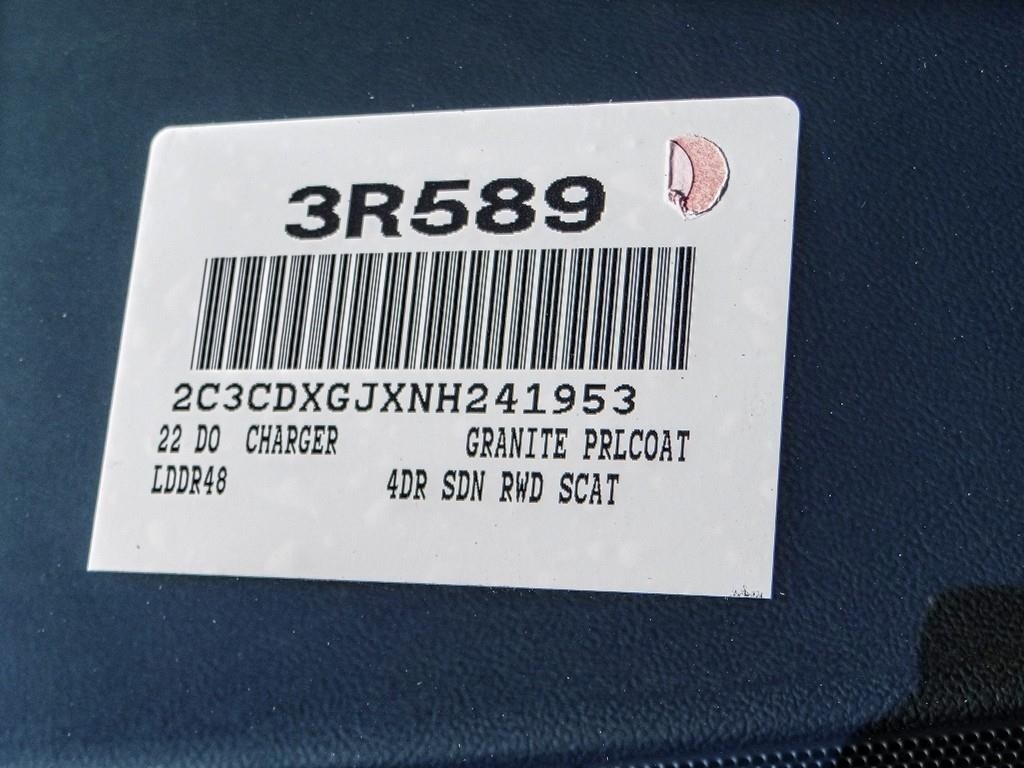 3R589
2C3CDXGJXNH241953
22 DO CHARGER GRANITE PRLCOAT
LDDR48 4DR SDN RWD SCAT